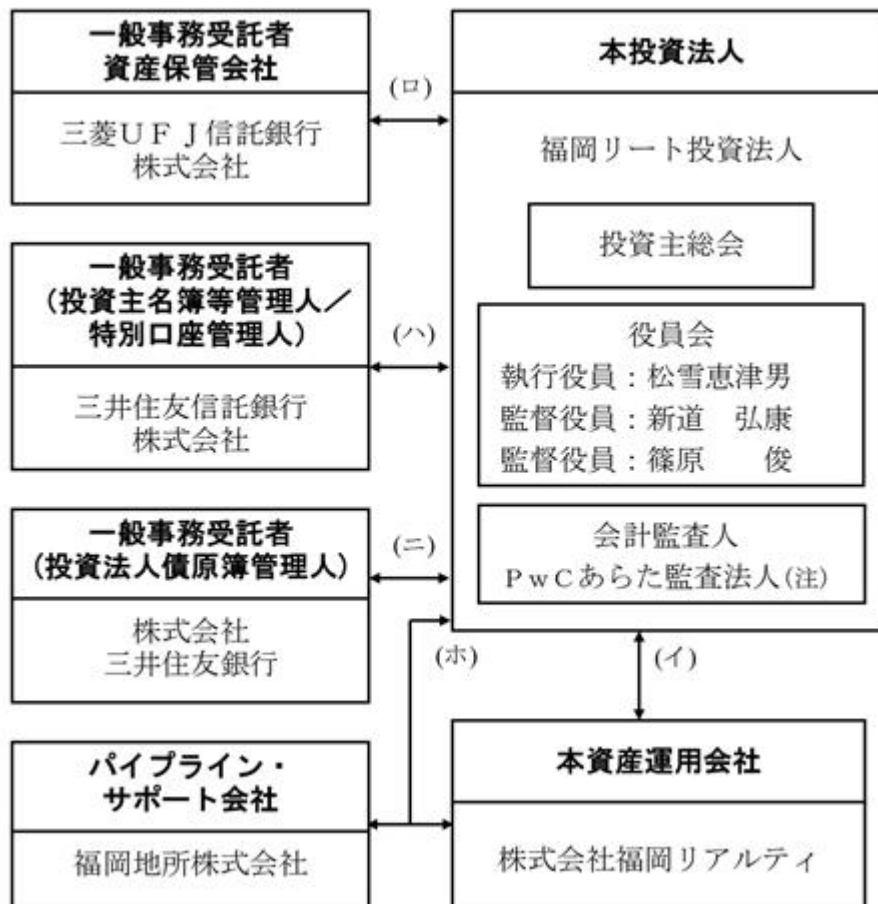 一般事務受託者
資産保管会社
三菱ＵＦＪ信託銀行
株式会社
(ロ)
本投資法人
福岡リート投資法人
投資主総会
役員会
執行役員：松雪恵津男
監督役員：新道　弘康
監督役員：篠原　　俊
会計監査人
ＰｗＣあらた監査法人(注)
一般事務受託者
（投資主名簿等管理人／
特別口座管理人）
三井住友信託銀行
株式会社
(ハ)
一般事務受託者
（投資法人債原簿管理人）
株式会社
三井住友銀行
(ニ)
(ホ)
(イ)
パイプライン・
サポート会社
福岡地所株式会社
本資産運用会社
株式会社福岡リアルティ